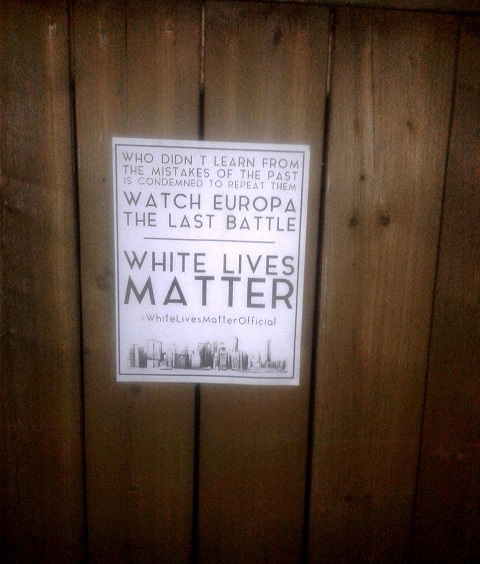 WHO DIDN'T LEARN FROM
THE MISTAKES OF THE PAST
IS CONDEMNED TO REPEAT THEM
WATCH EUROPA
THE LAST BATTLE
WHITE LIVES
MATTER
@WhiteLivesMatterOfficial